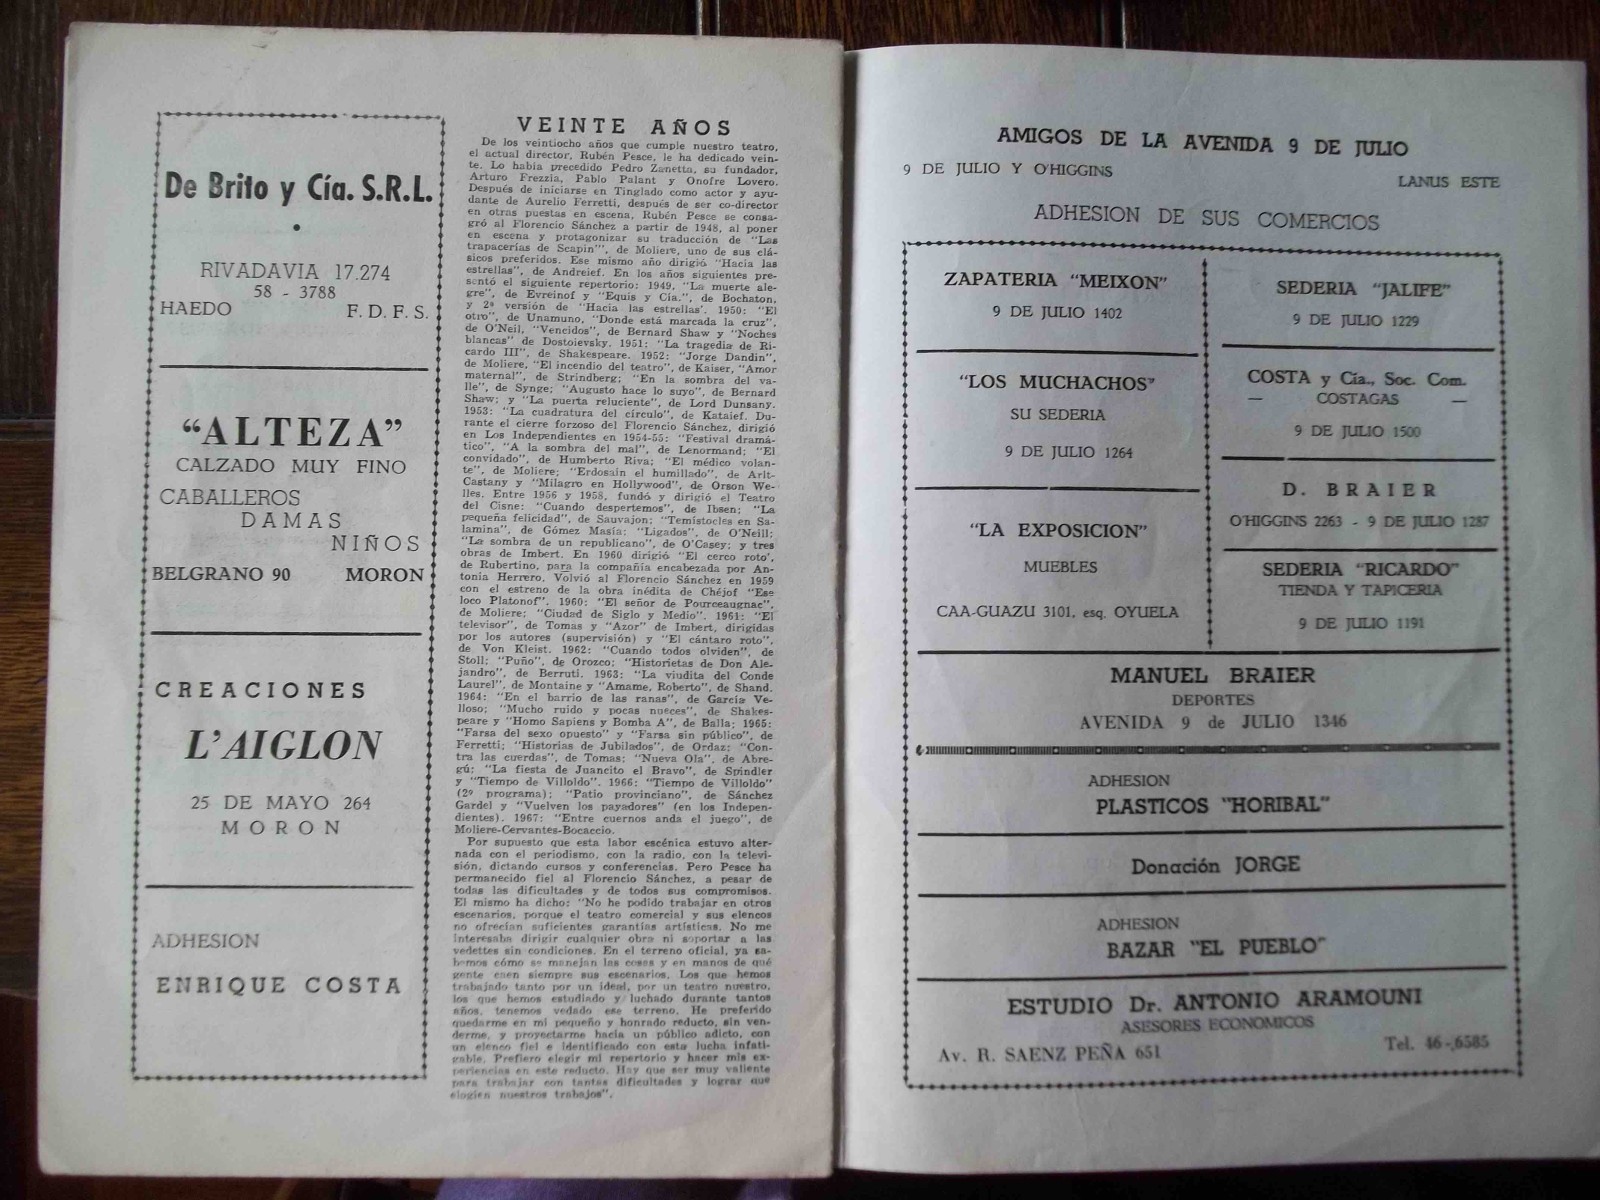 De Brito y Cía. S.R.L.
RIVADAVIA 17.274
58 - 3788
HAEDO F. D. F. S.
"ALTEZA"
CALZADO MUY FINO
CABALLEROS
DAMAS
NIÑOS
BELGRANO 90 MORON
CREACIONES
L'AIGLON
25 DE MAYO 264
MORON
ADHESION
ENRIQUE COSTA
VEINTE AÑOS
De los veintiocho años que cumple nuestro teatro,
el actual director, Rubén Pesce, le ha dedicado vein-
te. Lo había precedido Pedro Zanetta, su fundador,
Arturo Frezzia, Pablo Palant y Onofre Lovero.
Después de iniciarse en Tinglado como actor y ayu-
dante de Aurelio Ferretti, después de ser co-director
en otras puestas en escena, Rubén Pesce se consa-
gró al Florencio Sánchez a partir de 1948, al poner
en escena y protagonizar su traducción de "Las
trapacerías de Scapin'", de Moliere, uno de sus clá-
sicos preferidos. Ese mismo año dirigió "Hacia las
estrellas", de Andreief. En los años siguientes pre-
sentó el siguiente repertorio: 1949, "La muerte ale-
gre", de Evreinof y "Equis y Cía.", de Bochaton,
y 2ª versión de "Hacia las estrellas'. 1950: "El
otro", de Unamuno, "Donde está marcada la cruz",
de O'Neil, "Vencidos", de Bernard Shaw y "Noches
blancas" de Dostoievsky. 1951: "La tragedia de Ri-
cardo III", de Shakespeare. 1952: "Jorge Dandin",
de Moliere, "El incendio del teatro", de Kaiser, "Amor
maternal", de Strindberg; "En la sombra del va-
lle", de Synge; "Augusto hace lo suyo", de Bernard
Shaw; y "La puerta reluciente", de Lord Dunsany.
1953: "La cuadratura del círculo", de Kataief. Du-
rante el cierre forzoso del Florencio Sánchez, dirigió
en Los Independientes en 1954-55: "Festival dramá-
tico", "A la sombra del mal", de Lenormand; "El
convidado", de Humberto Riva; "El médico volan-
te", de Moliere; "Erdosain el humillado", de Arlt-
Castany y "Milagro en Hollywood", de Orson We-
lles. Entre 1956 y 1958, fundó y dirigió el Teatro
del Cisne: "Cuando despertemos", de Ibsen; "La
pequeña felicidad", de Sauvajon; "Temístocles en Sa-
lamina", de Gómez Masía; "Ligados", de O'Neill;
"La sombra de un republicano", de O'Casey; y tres
obras de Imbert. En 1960 dirigió "El cerco roto',
de Rubertino, para la compañía encabezada por An-
tonia Herrero. Volvió al Florencio Sánchez en 1959
con el estreno de la obra inédita de Chéjof "Ese
loco Platonof". 1960: "El señor de Pourceaugnac",
de Moliere; "Ciudad de Siglo y Medio". 1961: "El
televisor", de Tomas y "Azor" de Imbert, dirigidas
por los autores (supervisión) y "El cántaro roto",
de Von Kleist. 1962: "Cuando todos olviden", de
Stoll; "Puño", de Orozco; "Historietas de Don Ale-
jandro", de Berruti. 1963: "La viudita del Conde
Laurel", de Montaine y "Amame, Roberto", de Shand.
1964: "En el barrio de las ranas", de García Ve-
lloso; "Mucho ruido y pocas nueces", de Shakes-
peare y "Homo Sapiens y Bomba A", de Balla; 1965:
"Farsa del sexo opuesto" y "Farsa sin público", de
Ferretti; "Historias de Jubilados", de Ordaz; "Con-
tra las cuerdas", de Tomas; "Nueva Ola", de Abre-
gú; "La fiesta de Juancito el Bravo", de Spindler
y "Tiempo de Villoldo". 1966: "Tiempo de Villoldo"
(2º programa); "Patio provinciano", de Sánchez
Gardel y "Vuelven los payadores" (en los Indepen-
dientes). 1967: "Entre cuernos anda el juego", de
Moliere-Cervantes-Bocaccio.
Por supuesto que esta labor escénica estuvo alter-
nada con el periodismo, con la radio, con la televi-
sión, dictando cursos y conferencias. Pero Pesce ha
permanecido fiel al Florencio Sánchez, a pesar de
todas las dificultades y de todos sus compromisos.
El mismo ha dicho: "No he podido trabajar en otros
escenarios, porque el teatro comercial y sus elencos
no ofrecían suficientes garantías artísticas. No me
interesaba dirigir cualquier obra ni soportar a las
vedettes sin condiciones. En el terreno oficial, ya sa-
bemos cómo se manejan las cosas y en manos de qué
gente caen siempre sus escenarios. Los que hemos
trabajado tanto por un ideal, por un teatro nuestro,
los que hemos estudiado y luchado durante tantos
años, tenemos vedado ese terreno. He preferido
quedarme en mi pequeño y honrado reducto, sin ven-
derme, y proyectarme hacia un público adicto, con
un elenco fiel e identificado con esta lucha infati-
gable. Prefiero elegir mi repertorio y hacer mis ex-
periencias en este reducto. Hay que ser muy valiente
para trabajar con tantas dificultades y lograr que
elogien nuestros trabajos".
AMIGOS DE LA AVENIDA 9 DE JULIO
9 DE JULIO Y O'HIGGINS LANUS ESTE
ADHESION DE SUS COMERCIOS
ZAPATERIA "MEIXON"
9 DE JULIO 1402
"LOS MUCHACHOS"
SU SEDERIA
9 DE JULIO 1264
"LA EXPOSICION"
MUEBLES
CAA-GUAZU 3101, esq. OYUELA
SEDERIA "JALIFE"
9 DE JULIO 1229
COSTA y Cía., Soc. Com.
— COSTAGAS —
9 DE JULIO 1500
D. BRAIER
O'HIGGINS 2263 - 9 DE JULIO 1287
SEDERIA "RICARDO"
TIENDA Y TAPICERIA
9 DE JULIO 1191
MANUEL BRAIER
DEPORTES
AVENIDA 9 de JULIO 1346
ADHESION
PLASTICOS "HORIBAL"
Donación JORGE
ADHESION
BAZAR "EL PUEBLO"
ESTUDIO Dr. ANTONIO ARAMOUNI
ASESORES ECONOMICOS
Av. R. SAENZ PEÑA 651 Tel. 46-6585